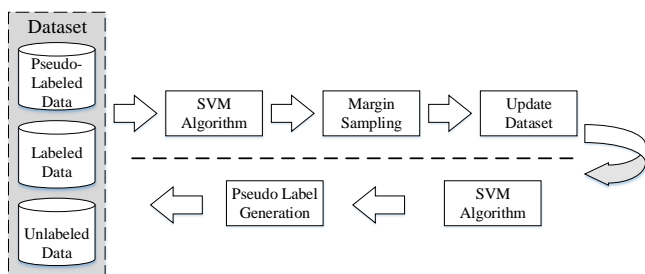 Dataset
Pseudo-
Labeled
Data
Labeled
Data
Unlabeled
Data
SVM
Algorithm
Margin
Sampling
Update
Dataset
Pseudo Label
Generation
SVM
Algorithm